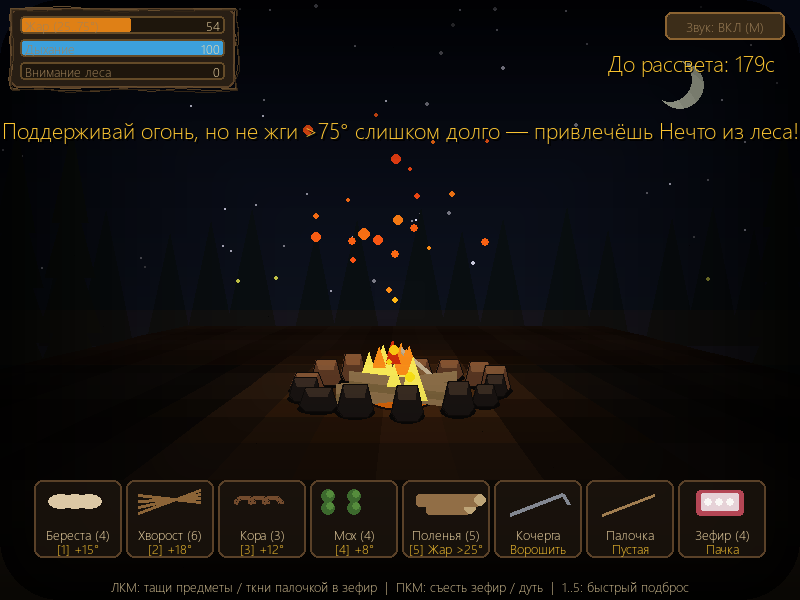 54
Звук: ВКЛ (M)
100
Внимание леса 0
До рассвета: 179с
Поддерживай огонь, но не жги >75° слишком долго — привлечёшь Нечто из леса!
Береста (4) Хворост (6) Кора (3) Мох (4) Поленья (5) Кочерга Палочка Зефир (4)
[1] +15° [2] +18° [3] +12° [4] +8° [5] Жар >25° Ворошить Пустая Пачка
ЛКМ: тащи предметы / ткни палочкой в зефир | ПКМ: съесть зефир / дуть | 1..5: быстрый подброс